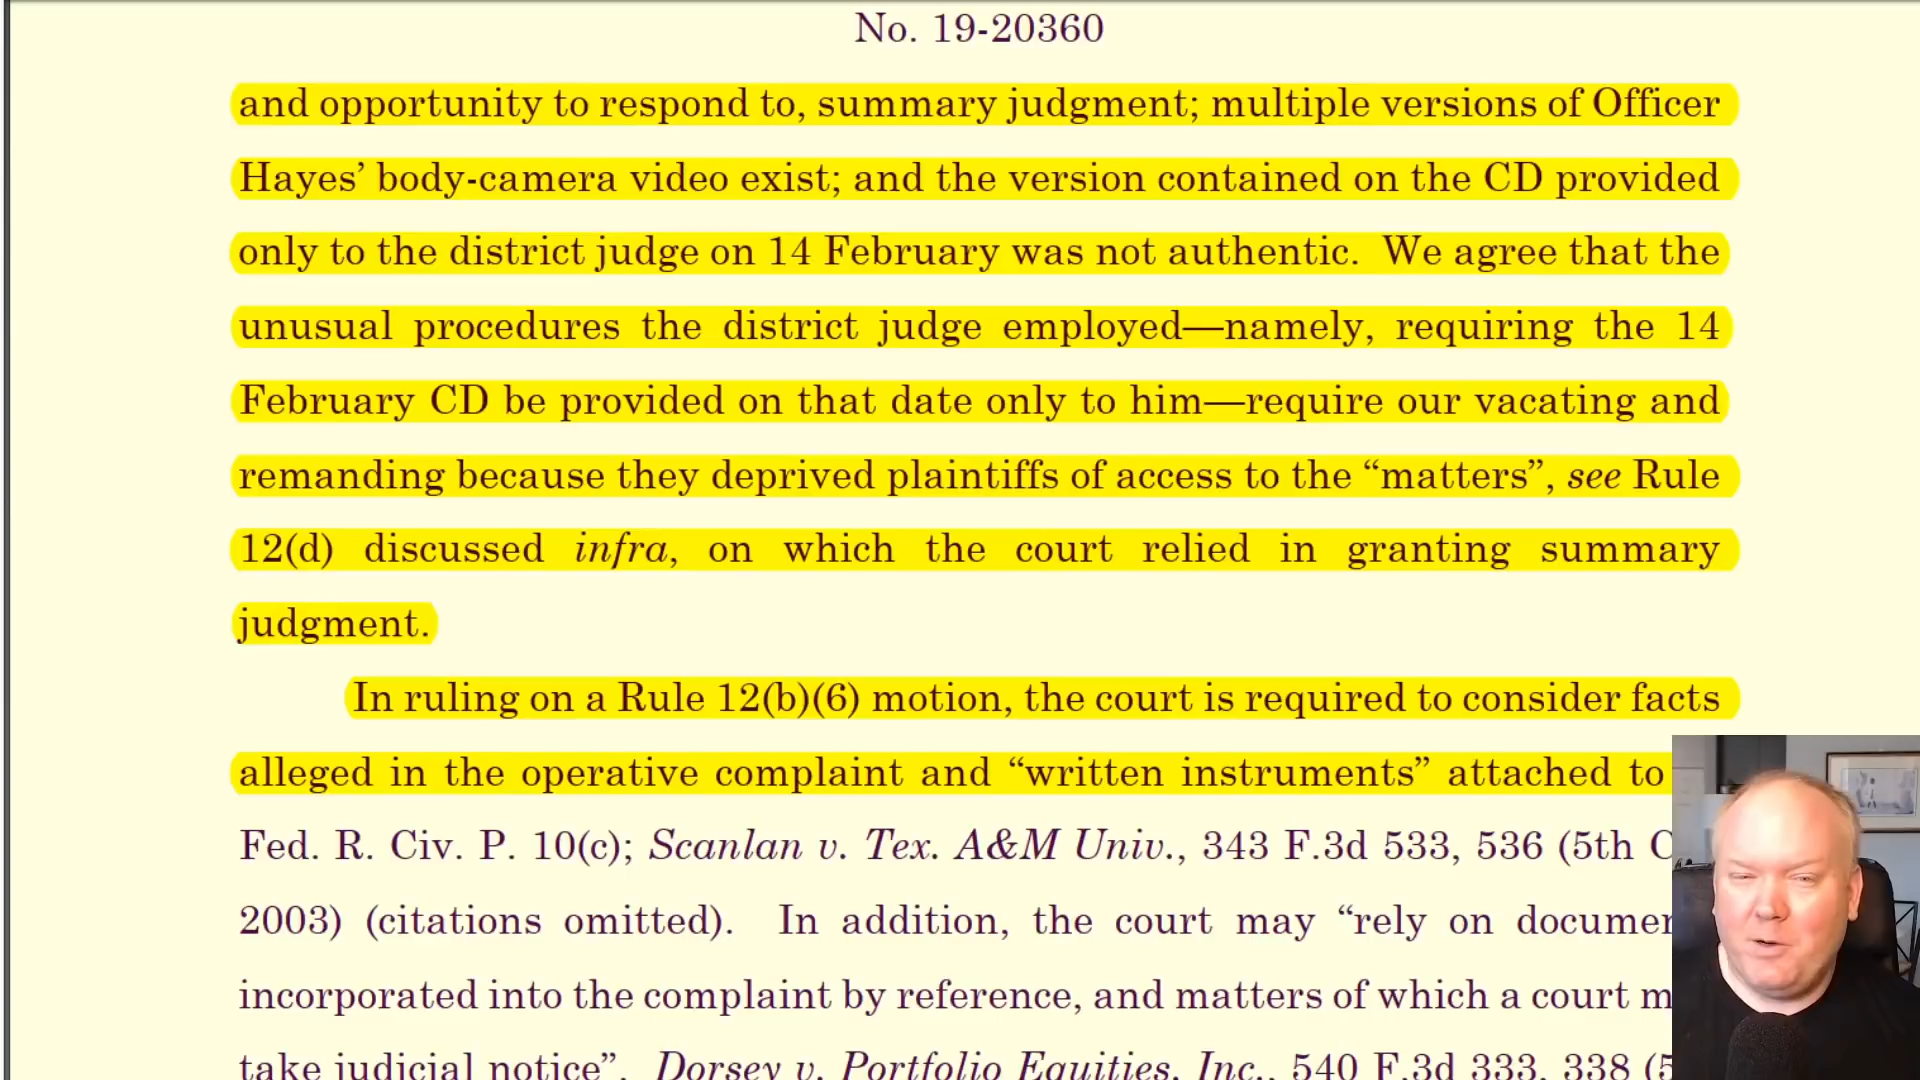 No. 19-20360
and opportunity to respond to, summary judgment; multiple versions of Officer
Hayes’ body-camera video exist; and the version contained on the CD provided
only to the district judge on 14 February was not authentic. We agree that the
unusual procedures the district judge employed—namely, requiring the 14
February CD be provided on that date only to him—require our vacating and
remanding because they deprived plaintiffs of access to the “matters”, see Rule
12(d) discussed infra, on which the court relied in granting summary
judgment.
In ruling on a Rule 12(b)(6) motion, the court is required to consider facts
alleged in the operative complaint and “written instruments” attached to
Fed. R. Civ. P. 10(c); Scanlan v. Tex. A&M Univ., 343 F.3d 533, 536 (5th
2003) (citations omitted). In addition, the court may “rely on
incorporated into the complaint by reference, and matters of which a court
take judicial notice”. Dorsey v. Portfolio Equities, Inc., 540 F.3d 333, 338